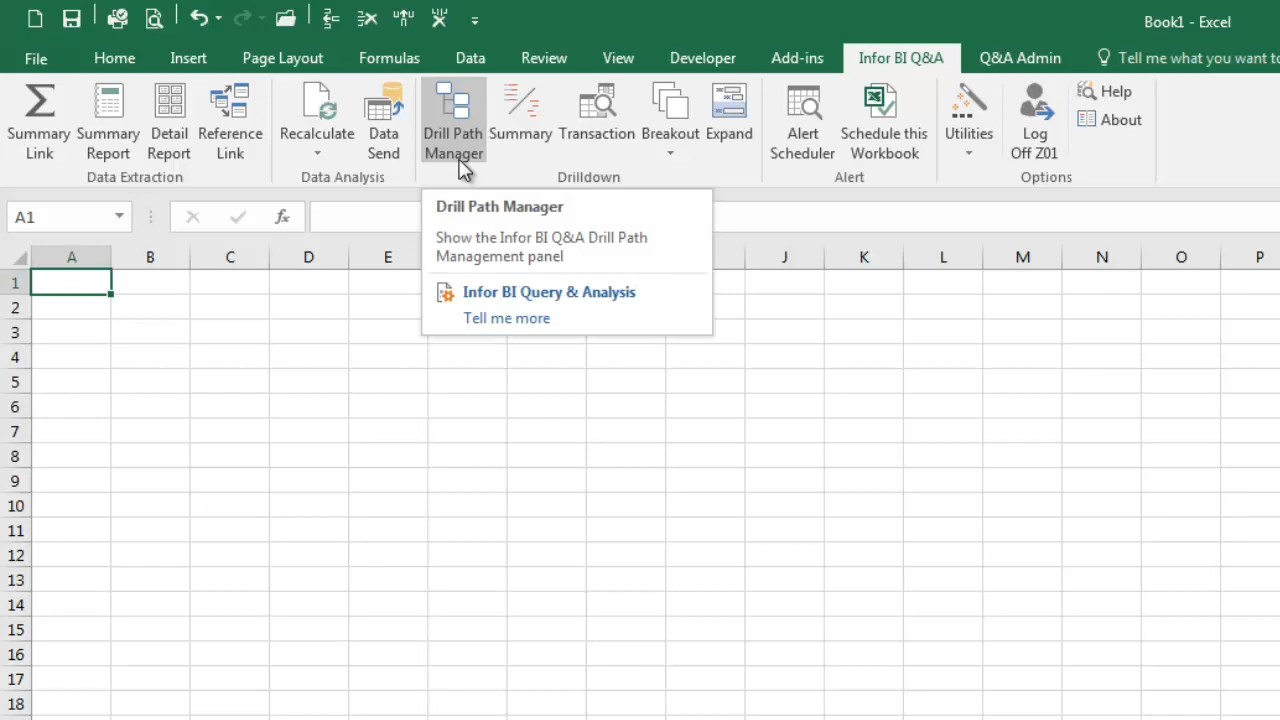 Book1 - Excel
File Home Insert Page Layout Formulas Data Review View Developer Add-ins Infor BI Q&A Q&A Admin Tell me what you want to
Summary Link
Summary Report
Detail Report
Reference Link
Data Extraction
Recalculate
Data Send
Data Analysis
Drill Path Manager
Summary
Transaction
Breakout
Expand
Drilldown
Alert Scheduler
Schedule this Workbook
Alert
Utilities
Log Off Z01
Help
About
Options
A1
fx
Drill Path Manager
Show the Infor BI Q&A Drill Path
Management panel
Infor BI Query & Analysis
Tell me more
A B C D E J K L M N O P
1
2
3
4
5
6
7
8
9
10
11
12
13
14
15
16
17
18